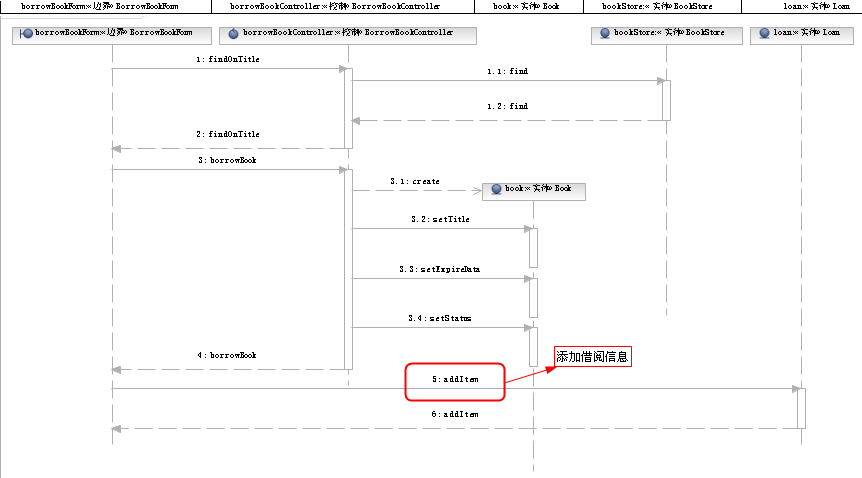 borrowBookForm:«边界» BorrowBookForm
borrowBookController:«控制» BorrowBookController
book:«实体» Book
bookStore:«实体» BookStore
loan:«实体» Loan
borrowBookForm:«边界» BorrowBookForm
borrowBookController:«控制» BorrowBookController
bookStore:«实体» BookStore
loan:«实体» Loan
1: findOnTitle
1.1: find
1.2: find
2: findOnTitle
3: borrowBook
3.1: create
book:«实体» Book
3.2: setTitle
3.3: setExpireData
3.4: setStatus
4: borrowBook
添加借阅信息
5: addItem
6: addItem